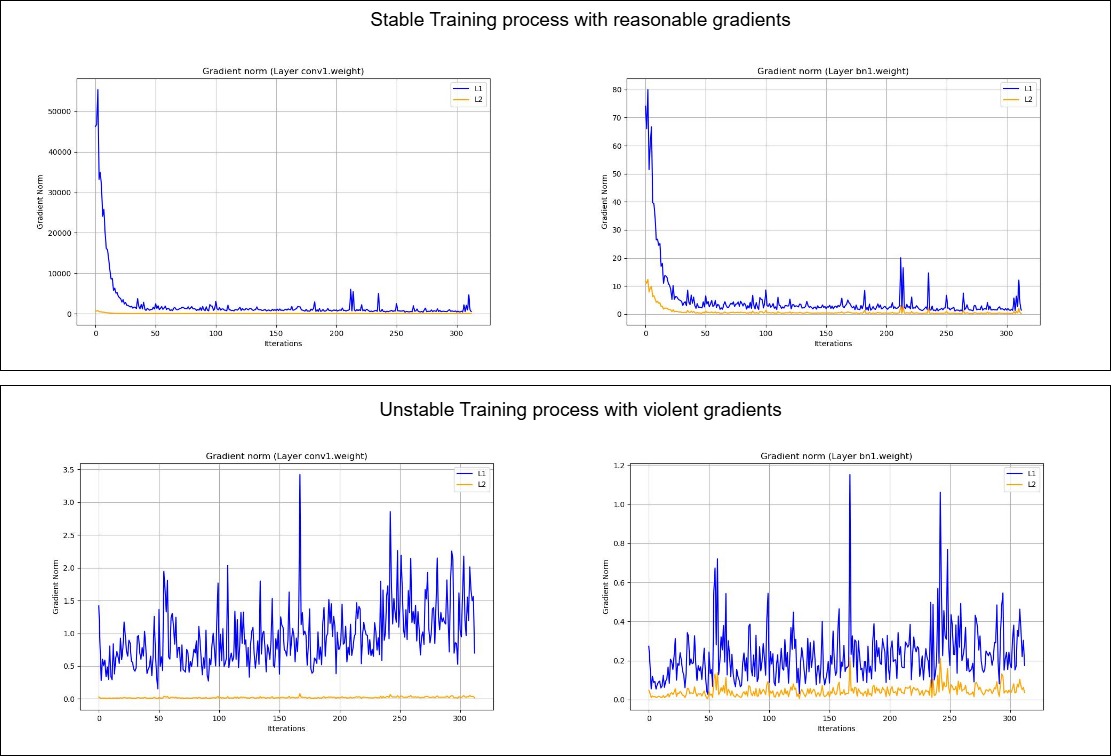 Stable Training process with reasonable gradients
Gradient norm (Layer conv1.weight)
L1
L2
Gradient Norm
50000
40000
30000
20000
10000
0
0 50 100 150 200 250 300
Itterations
Gradient norm (Layer bn1.weight)
L1
L2
Gradient Norm
80
70
60
50
40
30
20
10
0
0 50 100 150 200 250 300
Itterations
Unstable Training process with violent gradients
Gradient norm (Layer conv1.weight)
L1
L2
Gradient Norm
3.5
3.0
2.5
2.0
1.5
1.0
0.5
0.0
0 50 100 150 200 250 300
Itterations
Gradient norm (Layer bn1.weight)
L1
L2
Gradient Norm
1.2
1.0
0.8
0.6
0.4
0.2
0.0
0 50 100 150 200 250 300
Itterations